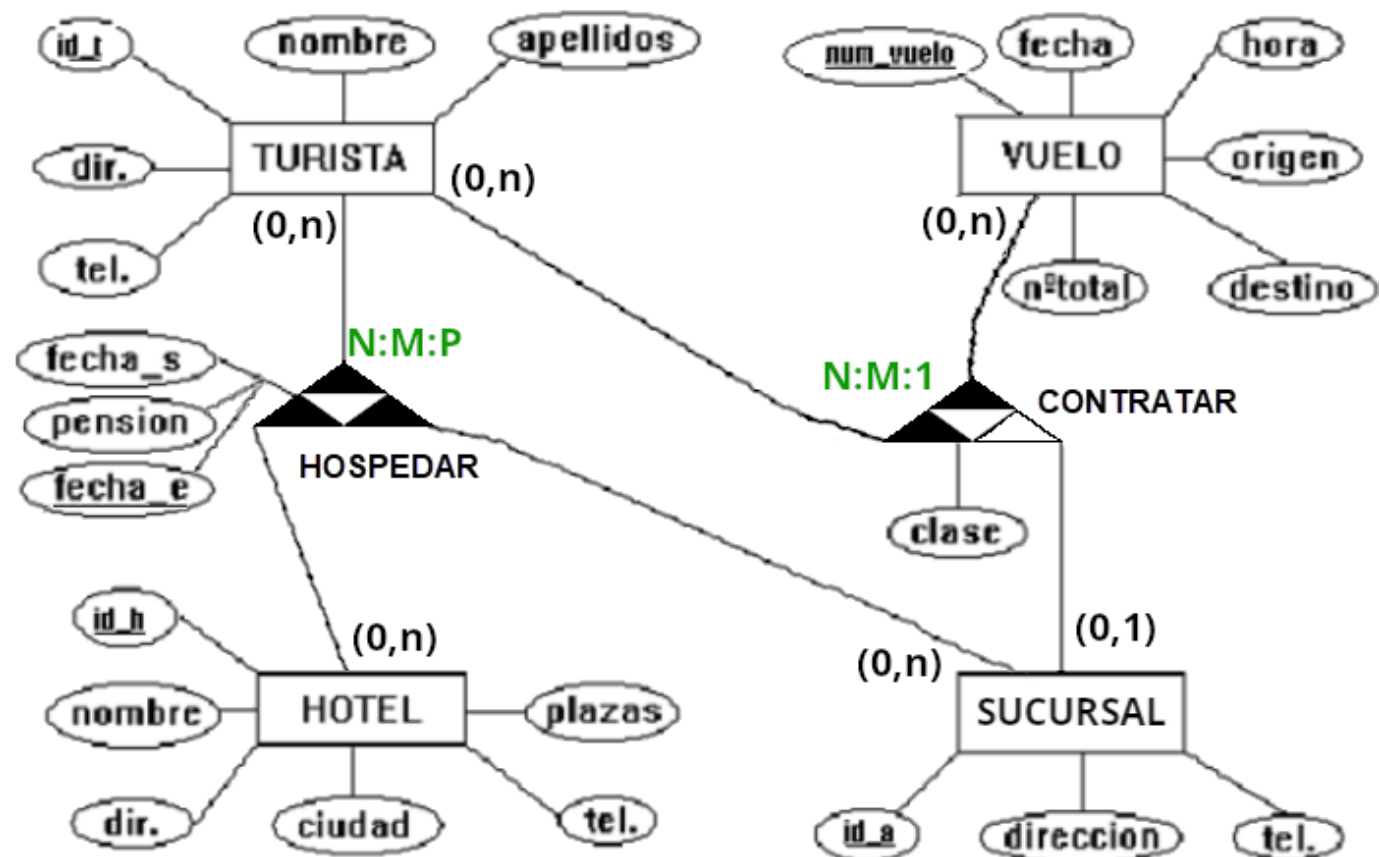 id_t
nombre
apellidos
num_vuelo
fecha
hora
dir.
TURISTA
(0,n)
VUELO
origen
tel.
(0,n)
(0,n)
nºtotal
destino
fecha_s
N:M:P
N:M:1
CONTRATAR
pension
HOSPEDAR
fecha_e
clase
id_h
(0,n)
(0,n)
(0,1)
nombre
HOTEL
plazas
SUCURSAL
dir.
ciudad
tel.
id_a
direccion
tel.